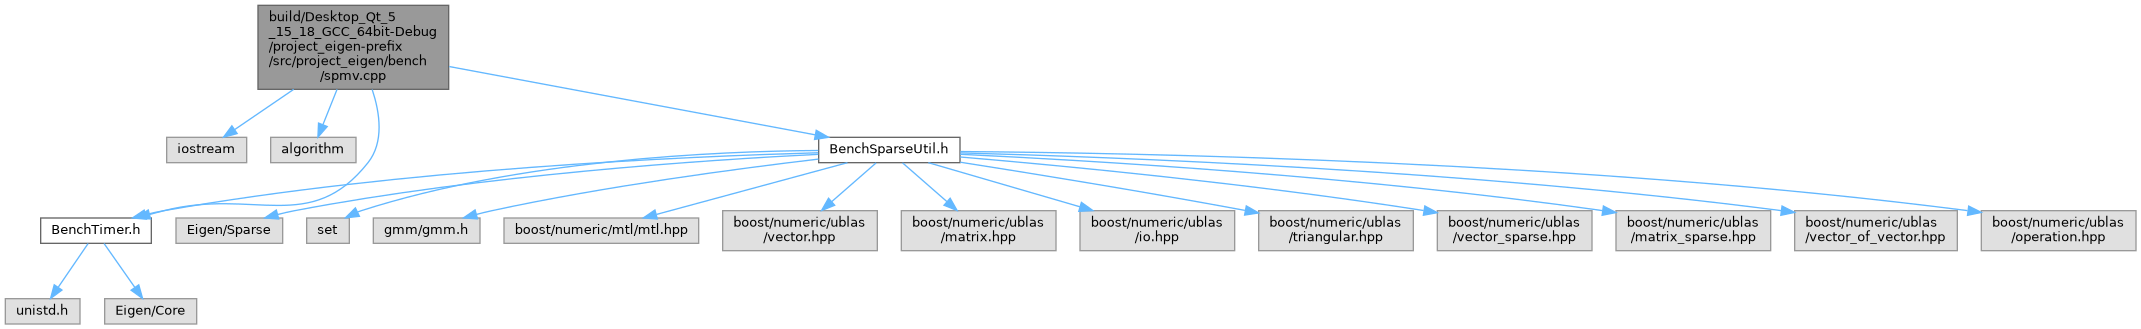 build/Desktop_Qt_5
_15_18_GCC_64bit-Debug
/project_eigen-prefix
/src/project_eigen/bench
/spmv.cpp
iostream
algorithm
BenchSparseUtil.h
BenchTimer.h
Eigen/Sparse
set
gmm/gmm.h
boost/numeric/mtl/mtl.hpp
boost/numeric/ublas
/vector.hpp
boost/numeric/ublas
/matrix.hpp
boost/numeric/ublas
/io.hpp
boost/numeric/ublas
/triangular.hpp
boost/numeric/ublas
/vector_sparse.hpp
boost/numeric/ublas
/matrix_sparse.hpp
boost/numeric/ublas
/vector_of_vector.hpp
boost/numeric/ublas
/operation.hpp
unistd.h
Eigen/Core